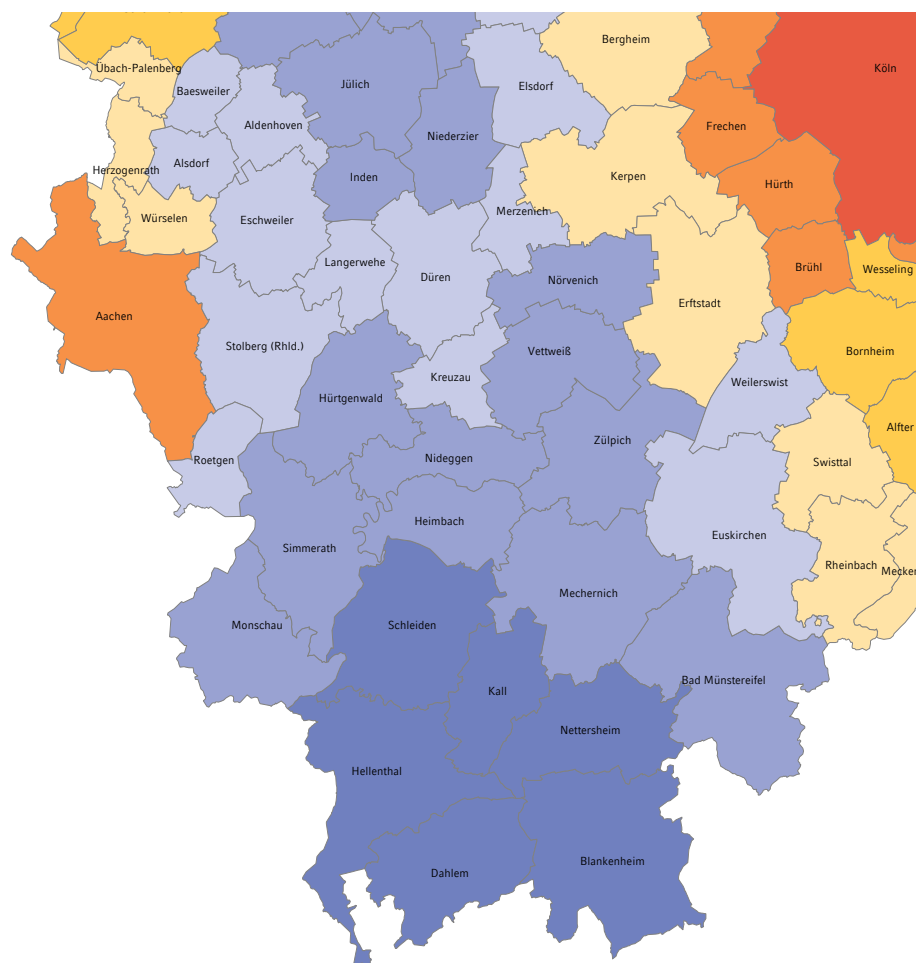 Bergheim
Köln
Übach-Palenberg
Jülich
Elsdorf
Baesweiler
Aldenhoven
Frechen
Niederzier
Alsdorf
Herzogenrath
Inden
Kerpen
Hürth
Würselen
Eschweiler
Merzenich
Langerwehe
Düren
Nörvenich
Brühl
Wesseling
Erftstadt
Aachen
Stolberg (Rhld.)
Vettweiß
Bornheim
Kreuzau
Weilerswist
Hürtgenwald
Alfter
Zülpich
Roetgen
Nideggen
Swisttal
Heimbach
Euskirchen
Simmerath
Rheinbach
Mecken
Mechernich
Monschau
Schleiden
Bad Münstereifel
Kall
Nettersheim
Hellenthal
Blankenheim
Dahlem